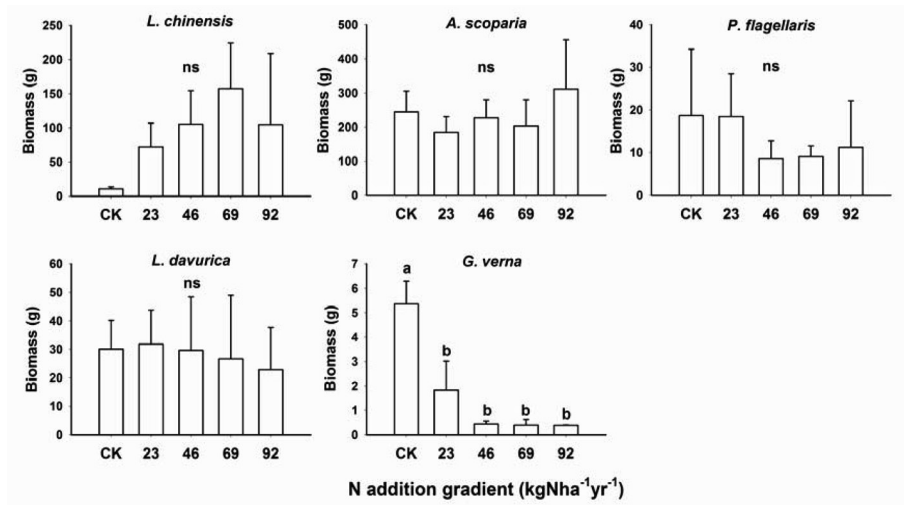 L. chinensis
Biomass (g)
250
200
150
100
50
0
ns
CK 23 46 69 92
A. scoparia
Biomass (g)
500
400
300
200
100
0
ns
CK 23 46 69 92
P. flagellaris
Biomass (g)
40
30
20
10
0
ns
CK 23 46 69 92
L. davurica
Biomass (g)
60
50
40
30
20
10
0
ns
CK 23 46 69 92
G. verna
Biomass (g)
7
6
5
4
3
2
1
0
a
b
b b b
CK 23 46 69 92
N addition gradient (kgNha⁻¹yr⁻¹)